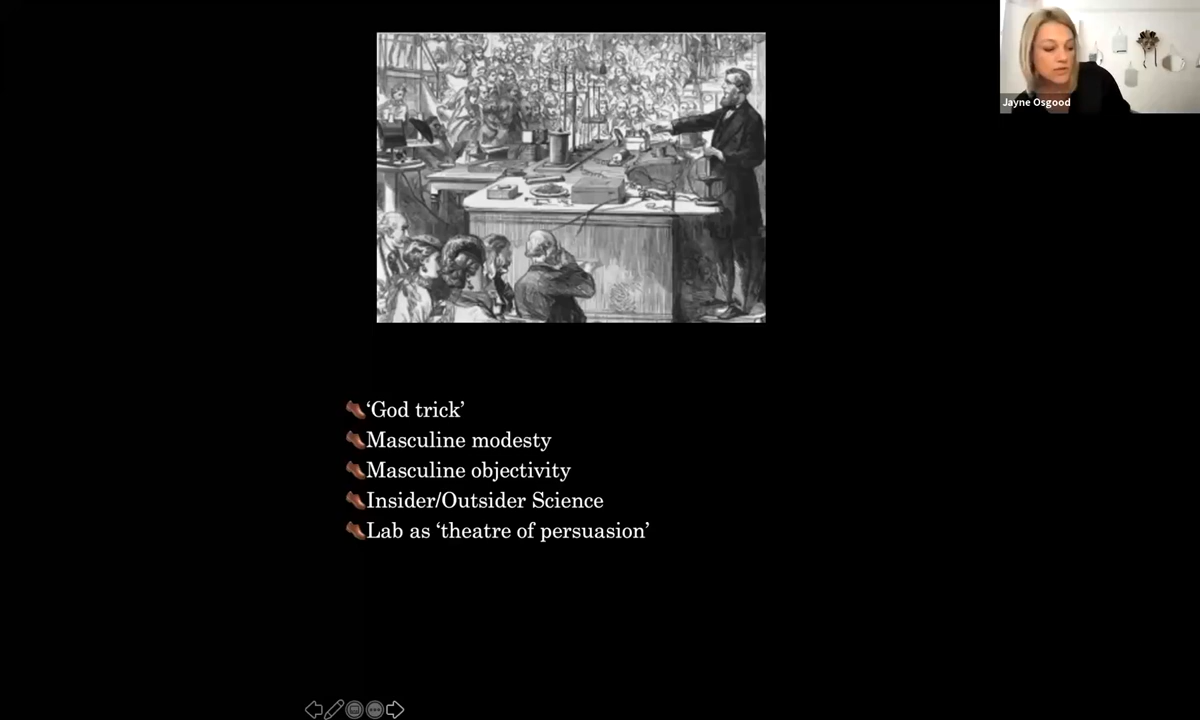 Jayne Osgood
‘God trick’
Masculine modesty
Masculine objectivity
Insider/Outsider Science
Lab as ‘theatre of persuasion’